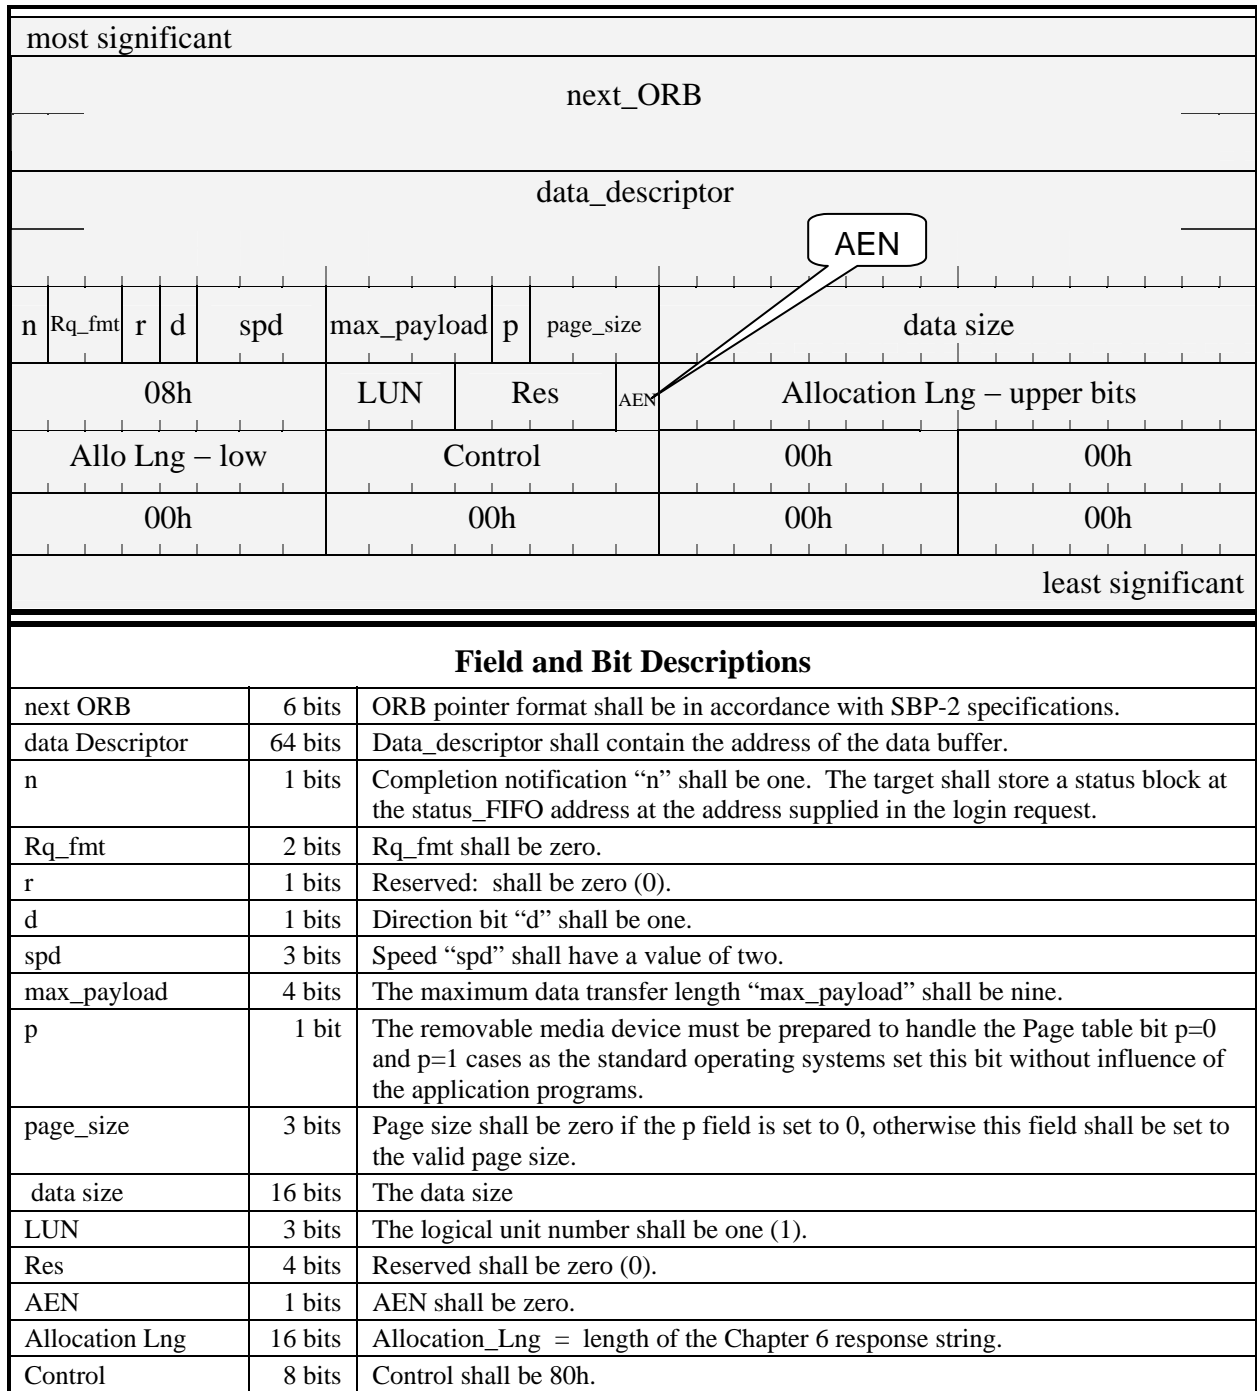 most significant
next_ORB
data_descriptor
AEN
n Rq_fmt r d spd max_payload p page_size data size
08h LUN Res AEN Allocation Lng – upper bits
Allo Lng – low Control 00h 00h
00h 00h 00h 00h
least significant
Field and Bit Descriptions
next ORB 6 bits ORB pointer format shall be in accordance with SBP-2 specifications.
data Descriptor 64 bits Data_descriptor shall contain the address of the data buffer.
n 1 bits Completion notification “n” shall be one. The target shall store a status block at
the status_FIFO address at the address supplied in the login request.
Rq_fmt 2 bits Rq_fmt shall be zero.
r 1 bits Reserved: shall be zero (0).
d 1 bits Direction bit “d” shall be one.
spd 3 bits Speed “spd” shall have a value of two.
max_payload 4 bits The maximum data transfer length “max_payload” shall be nine.
p 1 bit The removable media device must be prepared to handle the Page table bit p=0
and p=1 cases as the standard operating systems set this bit without influence of
the application programs.
page_size 3 bits Page size shall be zero if the p field is set to 0, otherwise this field shall be set to
the valid page size.
data size 16 bits The data size
LUN 3 bits The logical unit number shall be one (1).
Res 4 bits Reserved shall be zero (0).
AEN 1 bits AEN shall be zero.
Allocation Lng 16 bits Allocation_Lng = length of the Chapter 6 response string.
Control 8 bits Control shall be 80h.